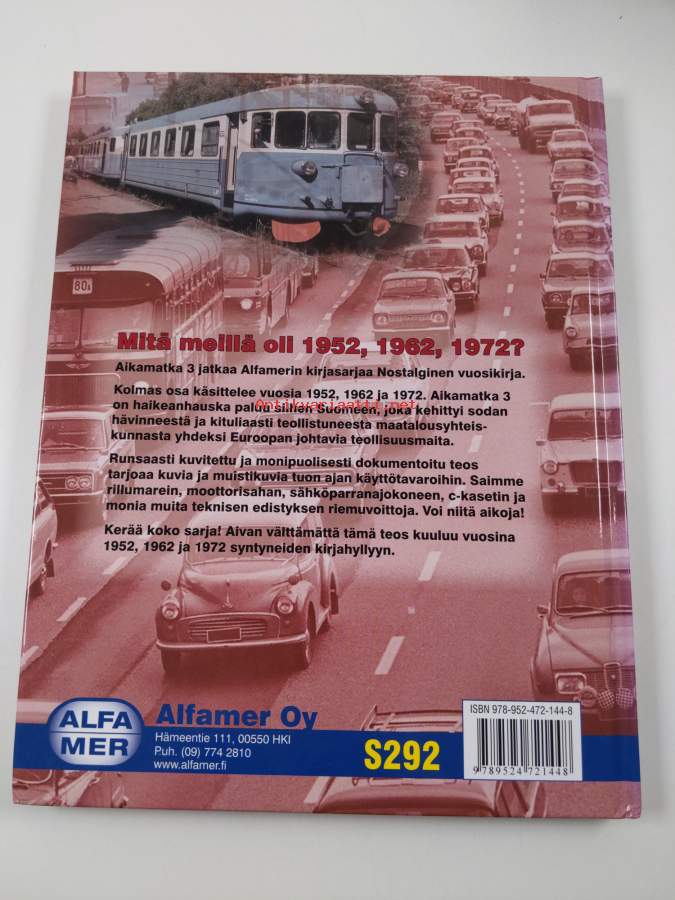 80A
Mitä meillä oli 1952, 1962, 1972?
Aikamatka 3 jatkaa Alfamerin kirjasarjaa Nostalginen vuosikirja.
Kolmas osa käsittelee vuosia 1952, 1962 ja 1972. Aikamatka 3
on haikeanhauska paluu siihen Suomeen, joka kehittyi sodan
hävinneestä ja kituliaasti teollistuneesta maatalousyhteis-
kunnasta yhdeksi Euroopan johtavia teollisuusmaita.
Antikvariaatti.net
Runsaasti kuvitettu ja monipuolisesti dokumentoitu teos
tarjoaa kuvia ja muistikuvia tuon ajan käyttötavaroihin. Saimme
rillumarein, moottorisahan, sähköparranajokoneen, c-kasetin ja
monia muita teknisen edistyksen riemuvoittoja. Voi niitä aikoja!
Kerää koko sarja! Aivan välttämättä tämä teos kuuluu vuosina
1952, 1962 ja 1972 syntyneiden kirjahyllyyn.
ALFA
MER
Alfamer Oy
Hämeentie 111, 00550 HKI
Puh. (09) 774 2810
www.alfamer.fi
S292
ISBN 978-952-472-144-8
9 789524 721448